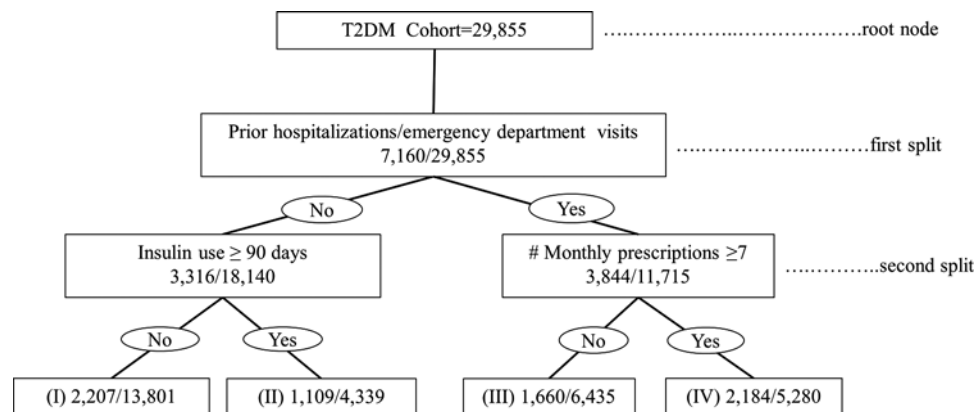 T2DM Cohort=29,855
….……………..……………….root node
Prior hospitalizations/emergency department visits
7,160/29,855
….……………..………first split
No
Yes
Insulin use ≥ 90 days
3,316/18,140
# Monthly prescriptions ≥7
3,844/11,715
….………..second split
No
Yes
No
Yes
(I) 2,207/13,801
(II) 1,109/4,339
(III) 1,660/6,435
(IV) 2,184/5,280